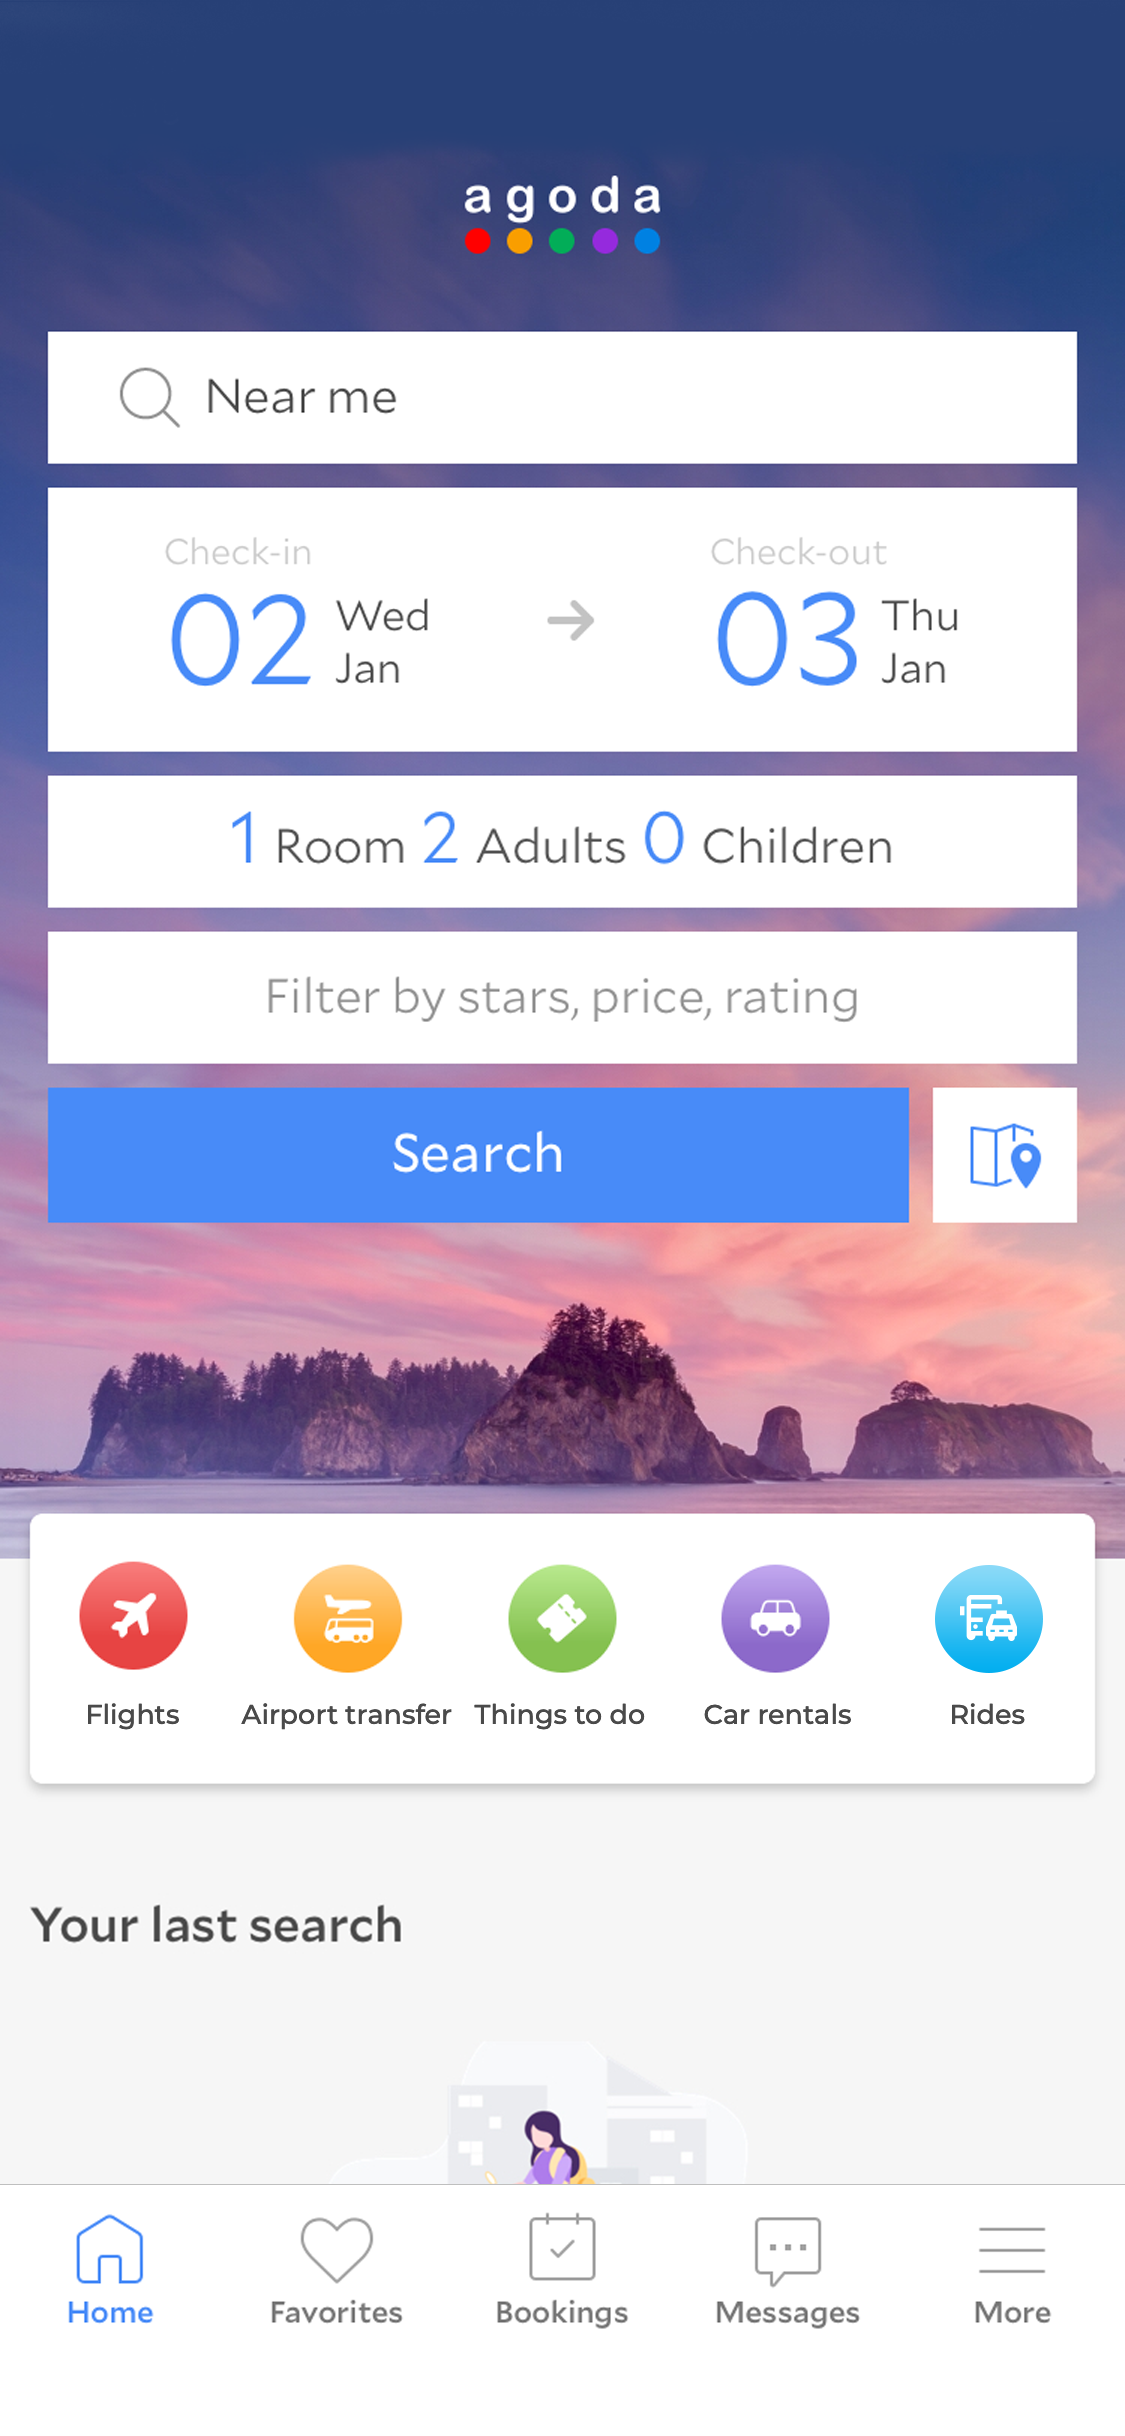 agoda
Near me
Check-in
02 Wed Jan
Check-out
03 Thu Jan
1 Room 2 Adults 0 Children
Filter by stars, price, rating
Search
Flights
Airport transfer
Things to do
Car rentals
Rides
Your last search
Home
Favorites
Bookings
Messages
More